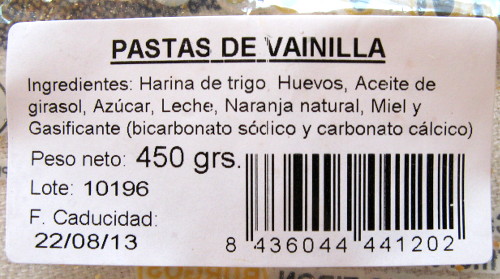 PASTAS DE VAINILLA
Ingredientes: Harina de trigo Huevos, Aceite de
girasol, Azúcar, Leche, Naranja natural, Miel y
Gasificante (bicarbonato sódico y carbonato cálcico)
Peso neto: 450 grs.
Lote: 10196
F. Caducidad:
22/08/13
8 436044 441202